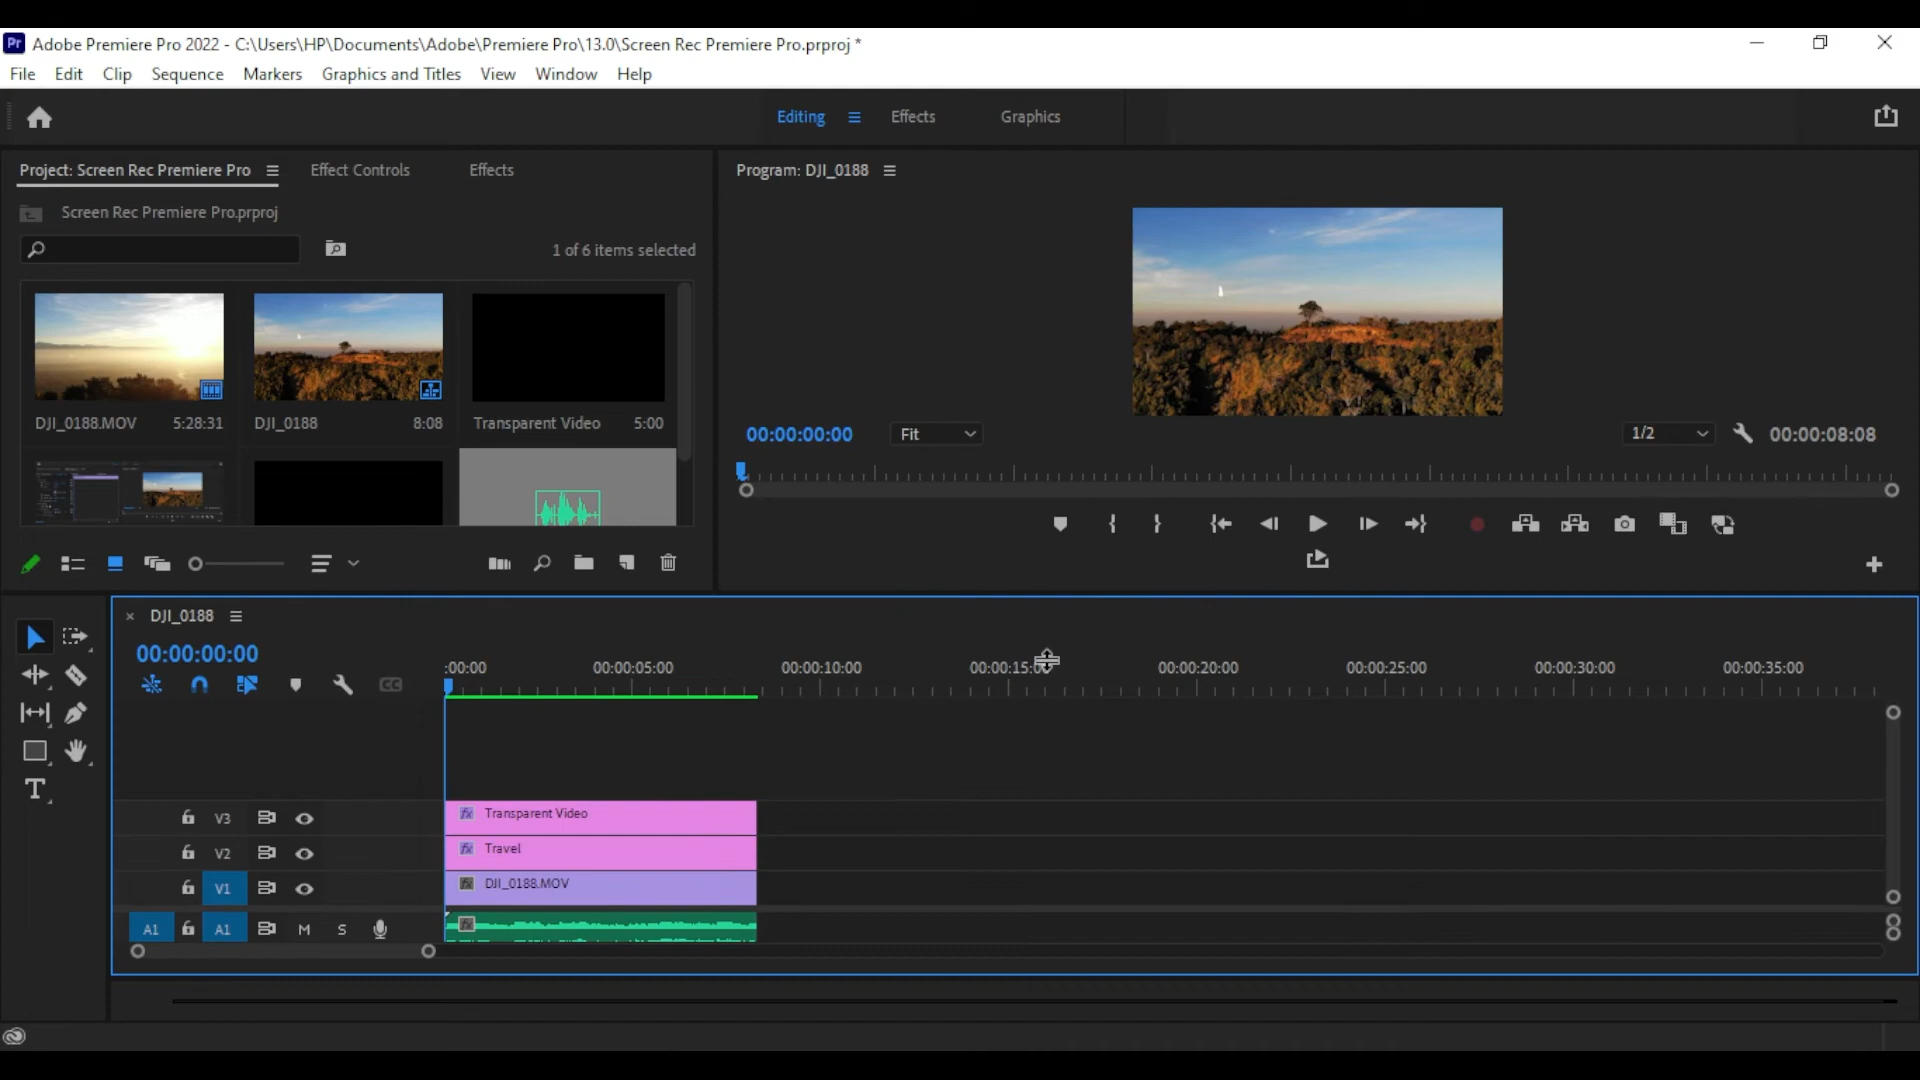 Pr Adobe Premiere Pro 2022 - C:\Users\HP\Documents\Adobe\Premiere Pro\13.0\Screen Rec Premiere Pro.prproj *
File Edit Clip Sequence Markers Graphics and Titles View Window Help
Editing Effects Graphics
Project: Screen Rec Premiere Pro Effect Controls Effects
Screen Rec Premiere Pro.prproj
1 of 6 items selected
DJI_0188.MOV 5:28:31 DJI_0188 8:08 Transparent Video 5:00
Program: DJI_0188
00:00:00:00 Fit 1/2 00:00:08:08
× DJI_0188
00:00:00:00
:00:00 00:00:05:00 00:00:10:00 00:00:15:00 00:00:20:00 00:00:25:00 00:00:30:00 00:00:35:00
CC
T
V3 fx Transparent Video
V2 fx Travel
V1 fx DJI_0188.MOV
A1 A1 M S fx